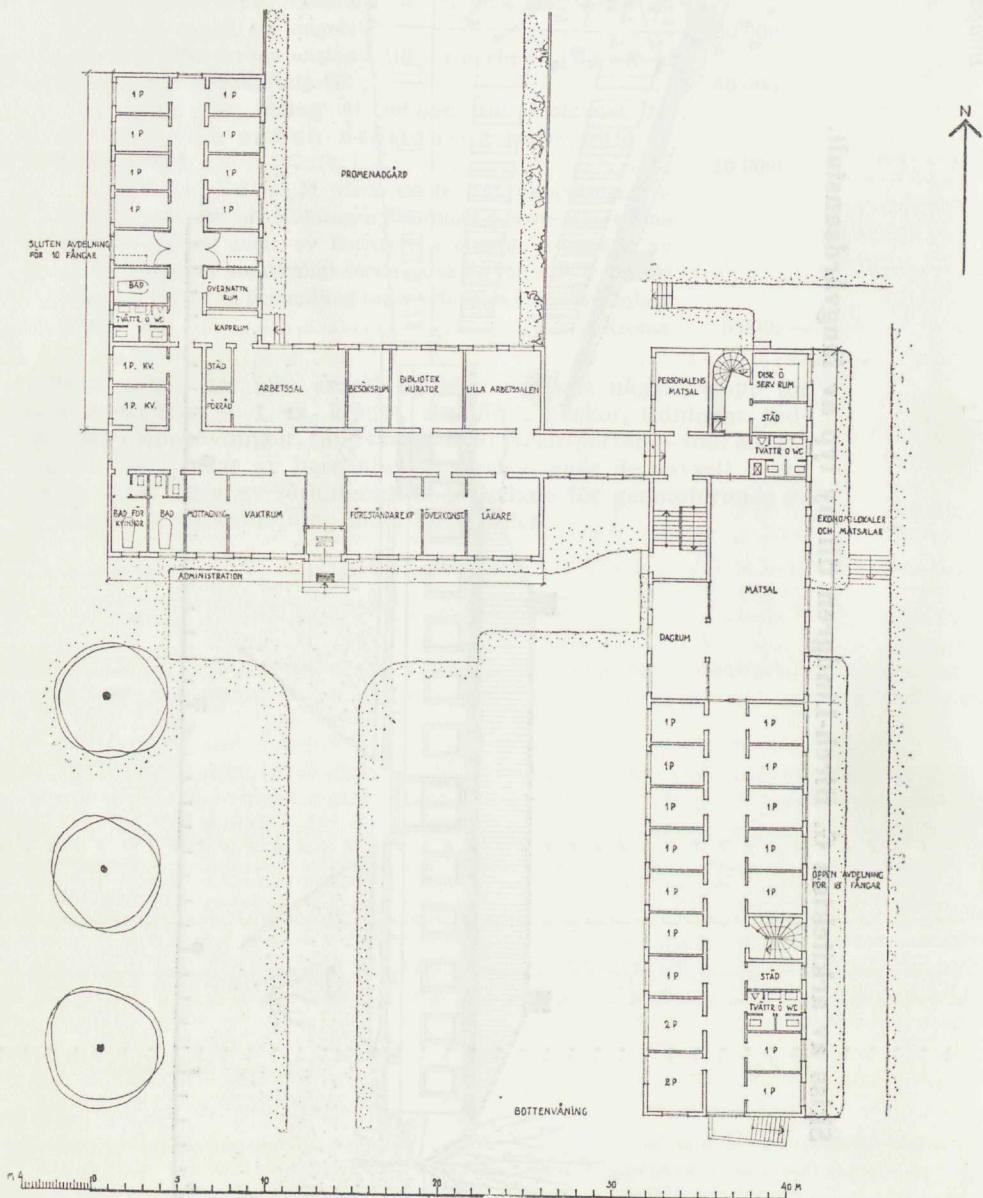 N
1 P
1 P
1 P
1 P
1 P
1 P
1 P
1 P
PROMENADGÅRD
SLUTEN AVDELNING
FÖR 10 FÅNGAR
BAD
ÖVERNATTN.
RUM
TVÄTTR O WC
KAPPRUM
1 P. KV.
1 P. KV.
STÄD
FÖRRÅD
ARBETSSAL
BESÖKSRUM
BIBLIOTEK
KURATOR
LILLA ARBETSSALEN
PERSONALENS
MATSAL
DISK O
SERV. RUM
STÄD
TVÄTTR O WC
BAD FÖR
KVINNOR
BAD
MOTTAGNING
VAKTRUM
FÖRESTÅNDAREXP
ÖVERKONST
LÄKARE
ADMINISTRATION
EKONOMILOKALER
OCH MATSALAR
MATSAL
DAGRUM
1 P
1 P
1 P
1 P
1 P
1 P
1 P
1 P
1 P
1 P
ÖPPEN AVDELNING
FÖR 18 FÅNGAR
1 P
1 P
STÄD
TVÄTTR O WC
2 P
1 P
2 P
1 P
BOTTENVÅNING
M 1 0 5 10 20 30 40 M